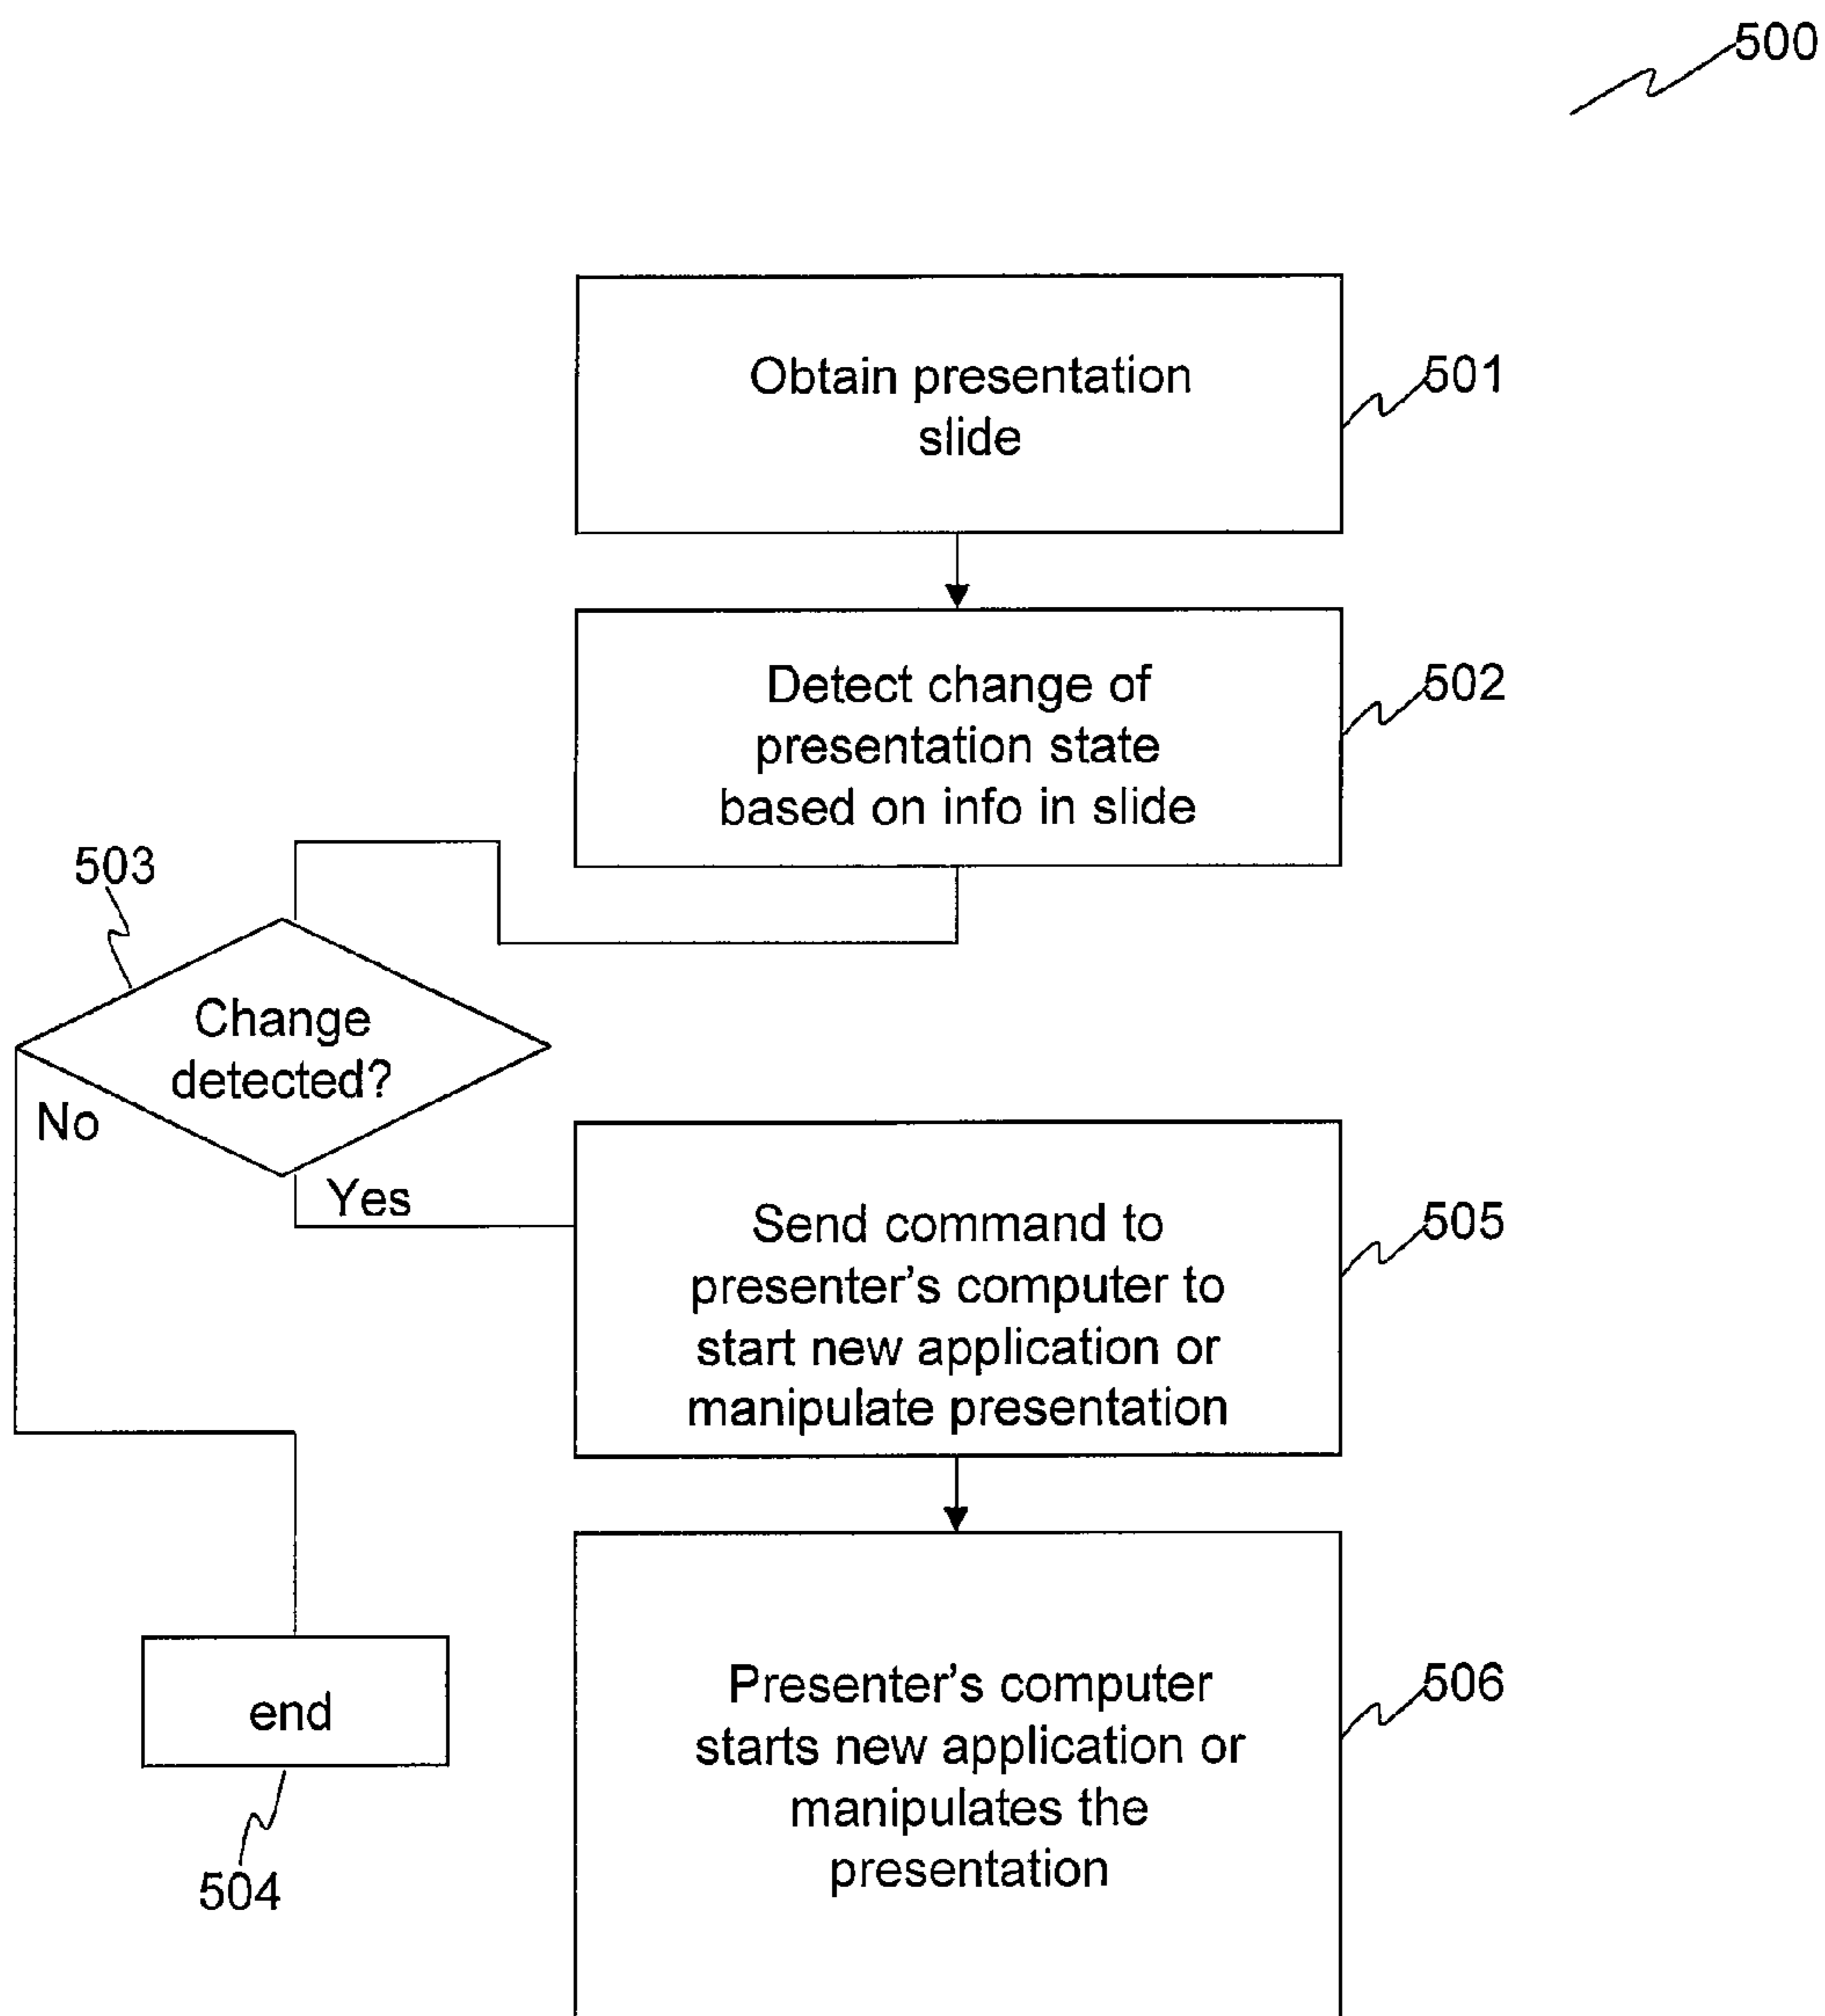 500
Obtain presentation
slide
501
Detect change of
presentation state
based on info in slide
502
503
Change
detected?
No
Yes
Send command to
presenter's computer to
start new application or
manipulate presentation
505
end
504
Presenter's computer
starts new application or
manipulates the
presentation
506